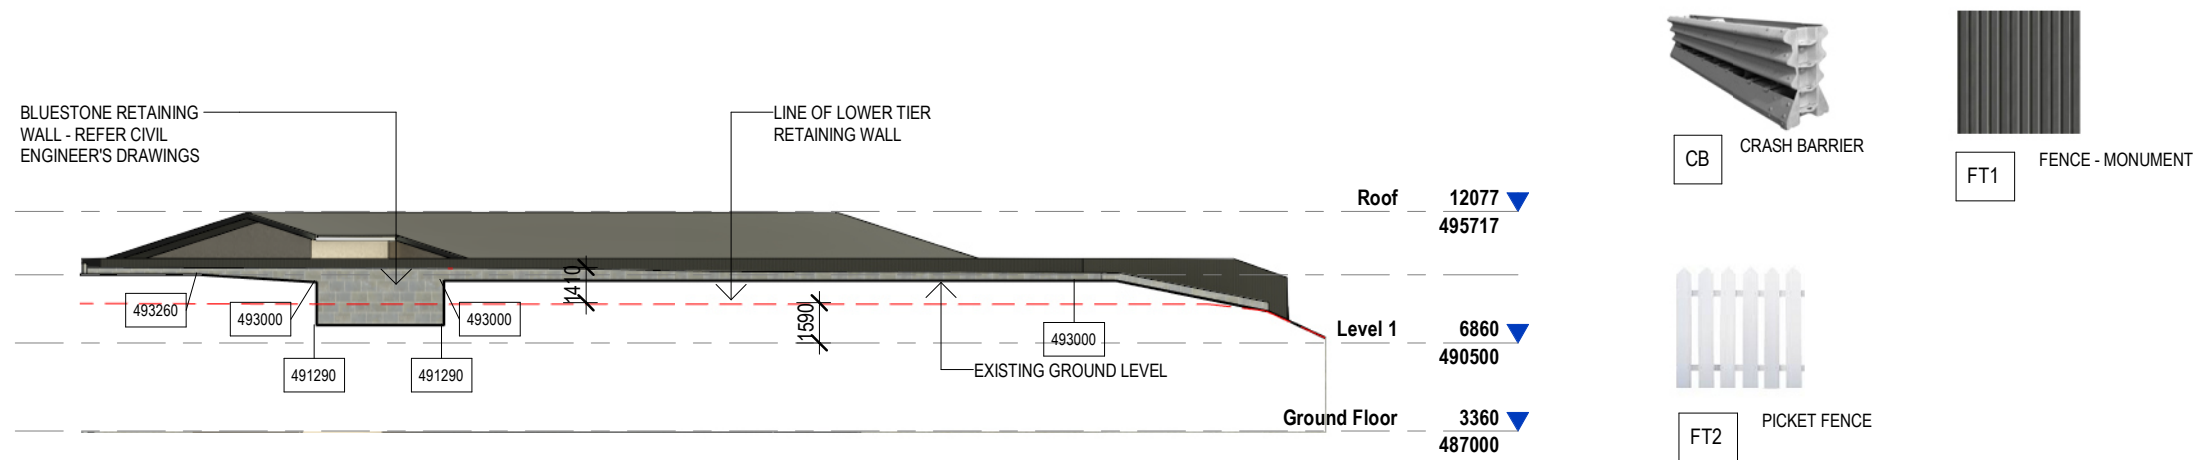 BLUESTONE RETAINING
WALL - REFER CIVIL
ENGINEER'S DRAWINGS
LINE OF LOWER TIER
RETAINING WALL
Roof 12077
495717
1410
1590
493260
493000
493000
493000
491290
491290
EXISTING GROUND LEVEL
Level 1 6860
490500
Ground Floor 3360
487000
CB CRASH BARRIER
FT1 FENCE - MONUMENT
FT2 PICKET FENCE